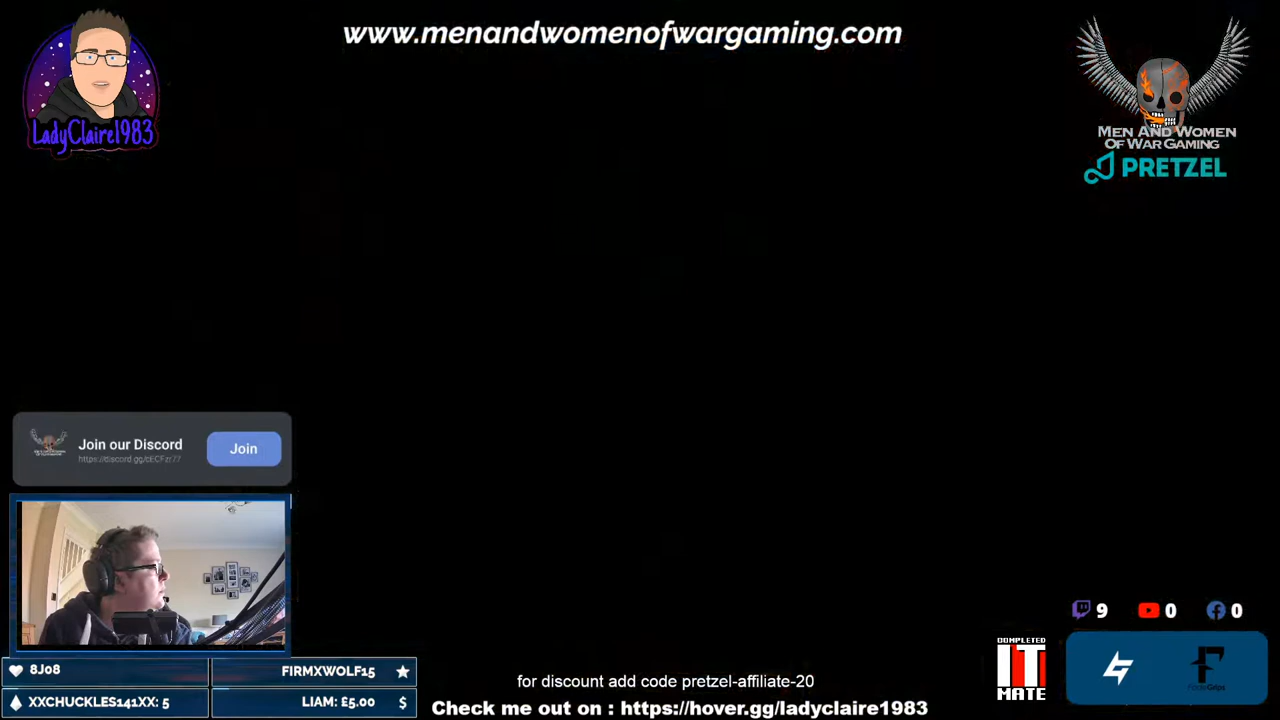 www.menandwomenofwargaming.com
LadyClaire1983
MEN AND WOMEN
OF WAR GAMING
PRETZEL
Join our Discord
Join
9
0
0
COMPLETED
IT
MATE
8J08
FIRMXWOLF15
XXCHUCKLES141XX: 5
LIAM: £5.00
$
for discount add code pretzel-affiliate-20
Check me out on : https://hover.gg/ladyclaire1983